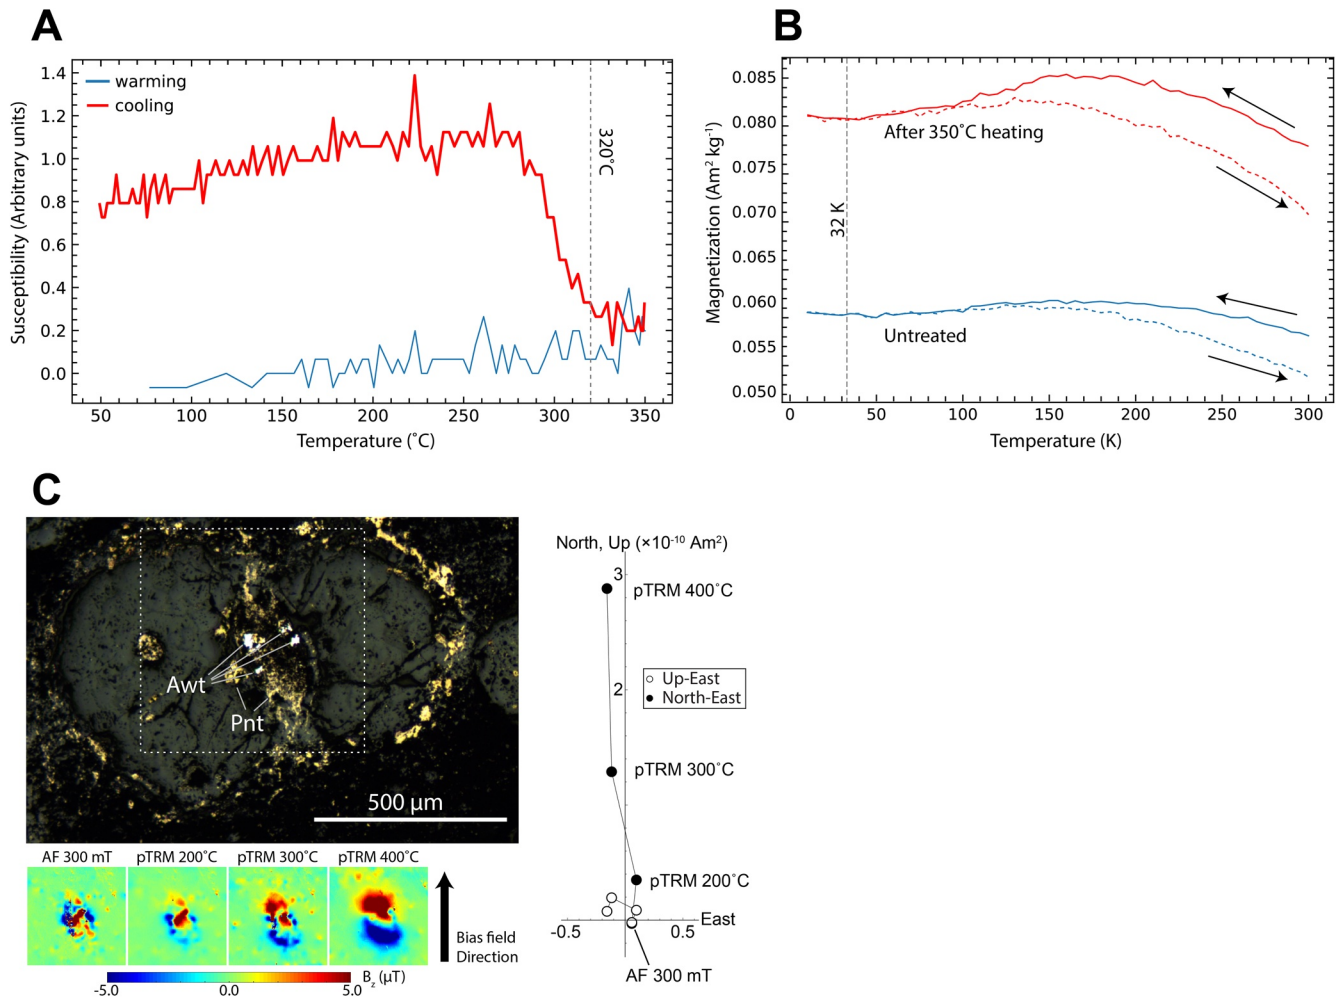 A
1.4
1.2
1.0
0.8
0.6
0.4
0.2
0.0
Susceptibility (Arbitrary units)
warming
cooling
320˚C
50
100
150
200
250
300
350
Temperature (˚C)
B
0.085
0.080
0.075
0.070
0.065
0.060
0.055
0.050
Magnetization (Am² kg⁻¹)
After 350˚C heating
32 K
Untreated
0
50
100
150
200
250
300
Temperature (K)
C
Awt
Pnt
500 µm
AF 300 mT
pTRM 200˚C
pTRM 300˚C
pTRM 400˚C
Bias field
Direction
B_z (µT)
-5.0
0.0
5.0
North, Up (×10⁻¹⁰ Am²)
3
pTRM 400˚C
Up-East
North-East
2
pTRM 300˚C
pTRM 200˚C
East
-0.5
0.5
AF 300 mT